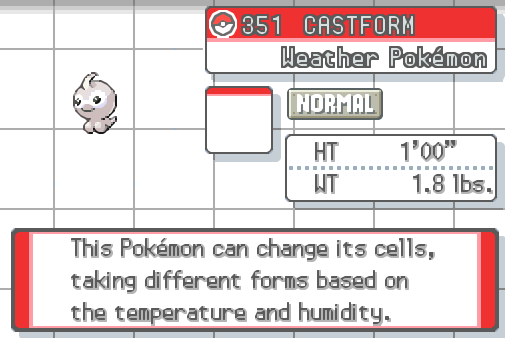 351 CASTFORM
Weather Pokémon
NORMAL
HT 1'00"
WT 1.8 lbs.
This Pokémon can change its cells,
taking different forms based on
the temperature and humidity.